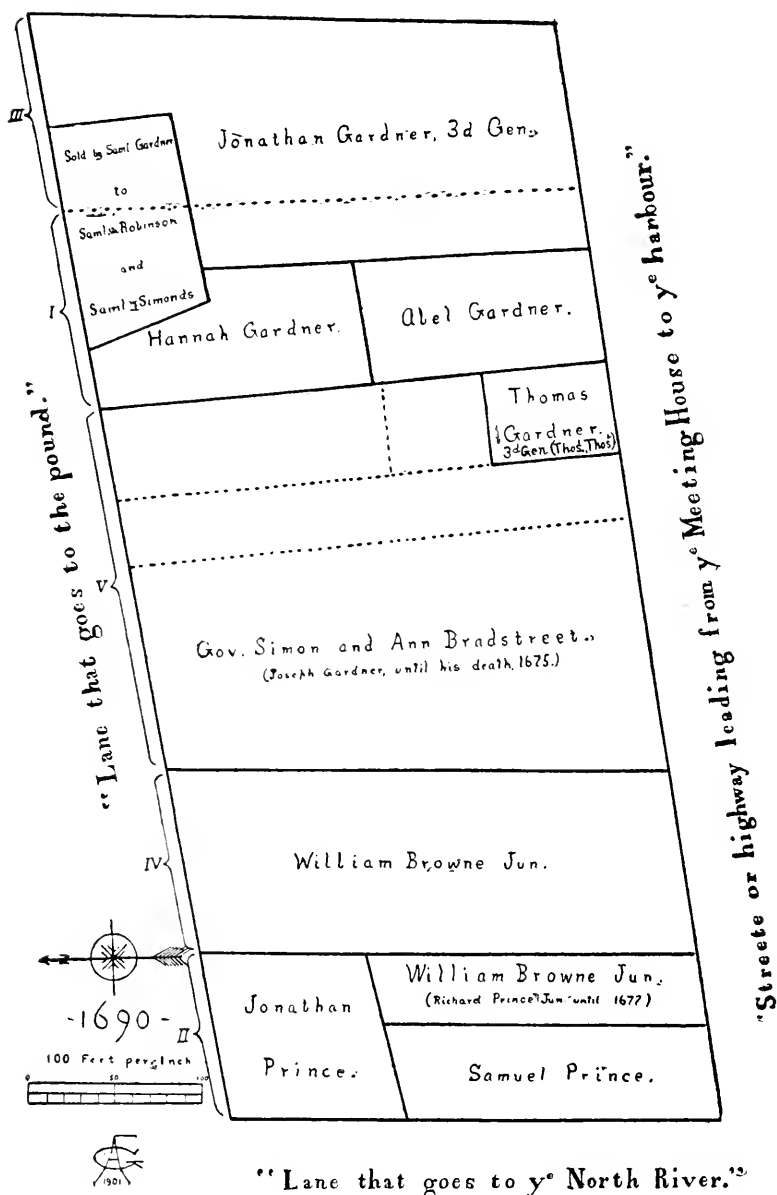 III
Jonathan Gardner, 3d Gen.
Sold by Saml Gardner
to
Saml Robinson
and
Saml Simonds
I
Hannah Gardner.
Abel Gardner.
Thomas
Gardner.
3d Gen (Thos., Thos.)
"Lane that goes to the pound."
"Streete or highway leading from ye Meeting House to ye harbour."
V
Gov. Simon and Ann Bradstreet.
(Joseph Gardner, until his death, 1675.)
IV
William Browne Jun.
N
-1690-
II
100 Feet per Inch
0 50 100
Jonathan
Prince.
William Browne Jun.
(Richard Prince Jun until 1677)
Samuel Prince.
1901
"Lane that goes to ye North River."